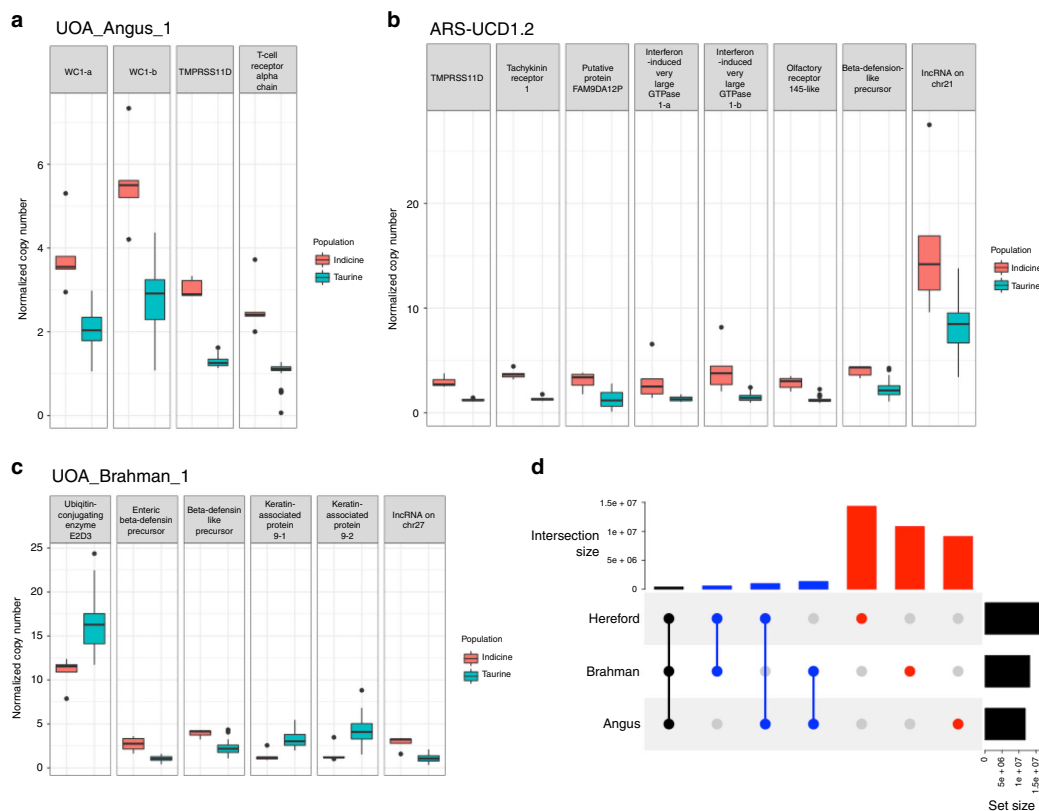 a
UOA_Angus_1
WC1-a
WC1-b
TMPRSS11D
T-cell
receptor
alpha
chain
Normalized copy number
6
4
2
0
Population
Indicine
Taurine
b
ARS-UCD1.2
TMPRSS11D
Tachykinin
receptor
1
Putative
protein
FAM9DA12P
Interferon
-induced
very
large
GTPase
1-a
Interferon
-induced
very
large
GTPase
1-b
Olfactory
receptor
145-like
Beta-defension-
like
precursor
lncRNA on
chr21
Normalized copy number
20
10
0
Population
Indicine
Taurine
c
UOA_Brahman_1
Ubiqitin-
conjugating
enzyme
E2D3
Enteric
beta-defensin
precursor
Beta-defensin
like
precursor
Keratin-
associated
protein
9-1
Keratin-
associated
protein
9-2
lncRNA on
chr27
Normalized copy number
25
20
15
10
5
0
Population
Indicine
Taurine
d
Intersection
size
1.5e + 07
1e + 07
5e + 06
0
Hereford
Brahman
Angus
0
5e + 06
1e + 07
1.5e + 07
Set size